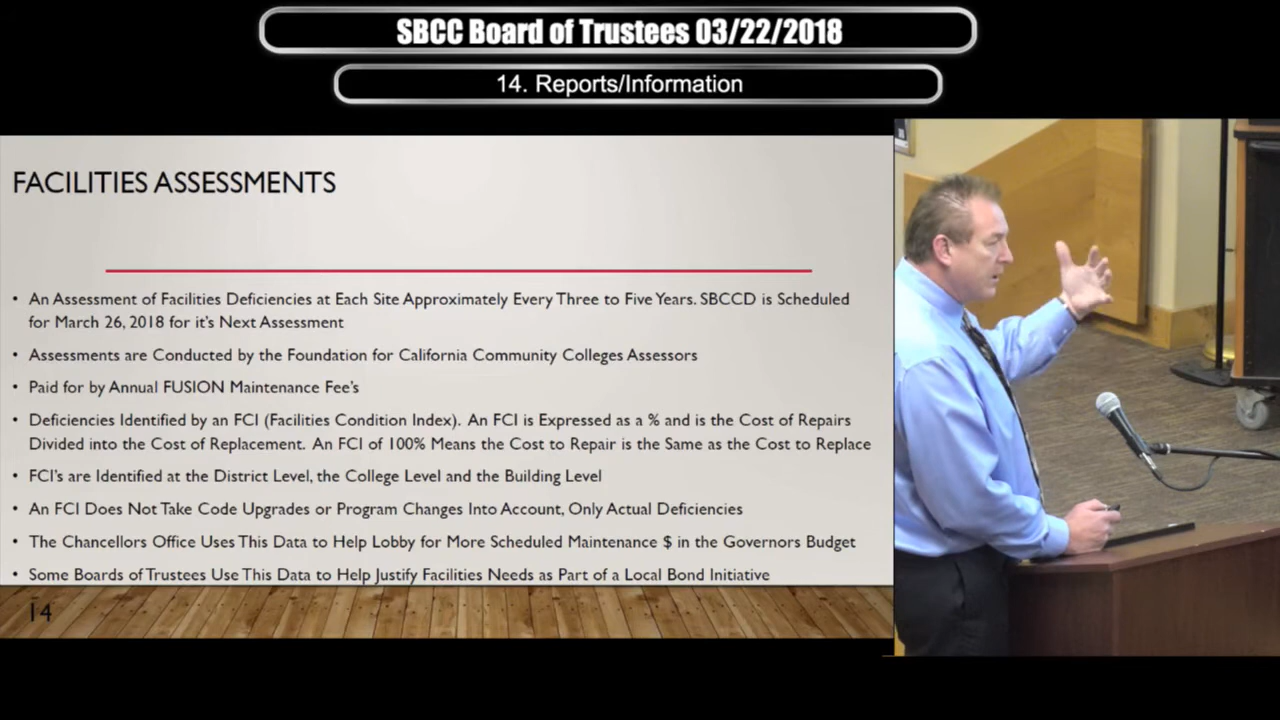 SBCC Board of Trustees 03/22/2018
14. Reports/Information
FACILITIES ASSESSMENTS
• An Assessment of Facilities Deficiencies at Each Site Approximately Every Three to Five Years. SBCCD is Scheduled
for March 26, 2018 for it's Next Assessment
• Assessments are Conducted by the Foundation for California Community Colleges Assessors
• Paid for by Annual FUSION Maintenance Fee's
• Deficiencies Identified by an FCI (Facilities Condition Index). An FCI is Expressed as a % and is the Cost of Repairs
Divided into the Cost of Replacement. An FCI of 100% Means the Cost to Repair is the Same as the Cost to Replace
• FCI's are Identified at the District Level, the College Level and the Building Level
• An FCI Does Not Take Code Upgrades or Program Changes Into Account, Only Actual Deficiencies
• The Chancellors Office Uses This Data to Help Lobby for More Scheduled Maintenance $ in the Governors Budget
• Some Boards of Trustees Use This Data to Help Justify Facilities Needs as Part of a Local Bond Initiative
14